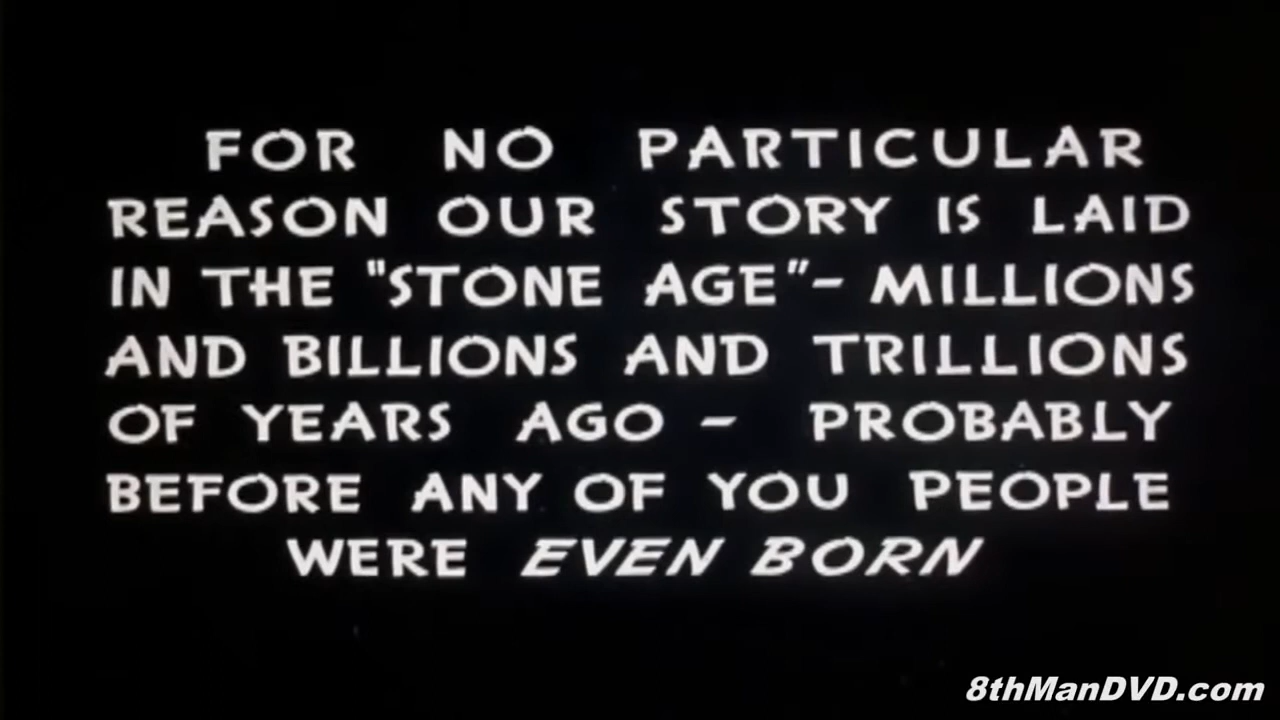 FOR NO PARTICULAR
REASON OUR STORY IS LAID
IN THE "STONE AGE"- MILLIONS
AND BILLIONS AND TRILLIONS
OF YEARS AGO - PROBABLY
BEFORE ANY OF YOU PEOPLE
WERE EVEN BORN
8thManDVD.com